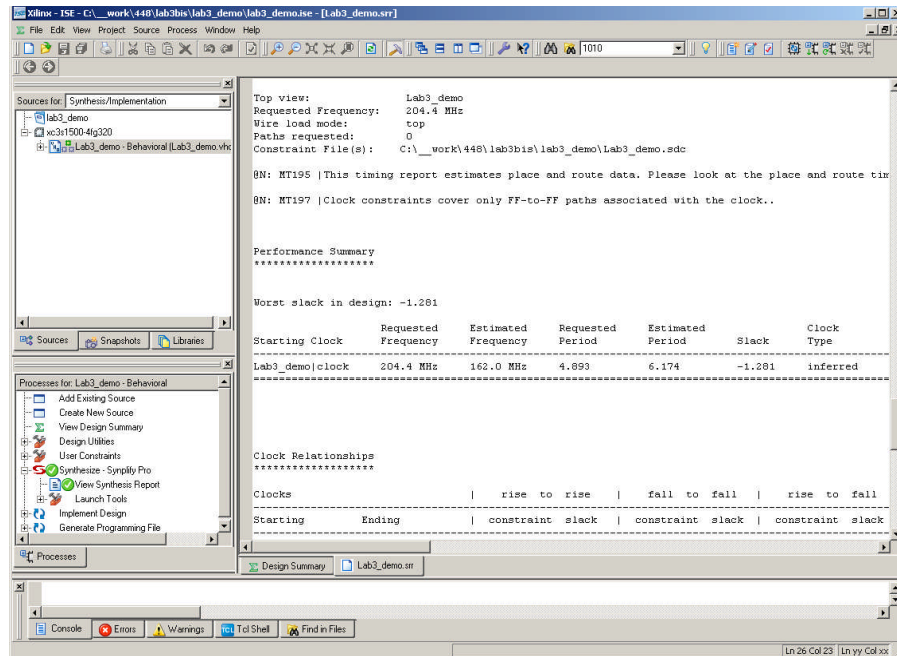 Xilinx - ISE - C:\__work\448\lab3bis\lab3_demo\lab3_demo.ise - [Lab3_demo.srr]
File Edit View Project Source Process Window Help
1010
Sources for: Synthesis/Implementation
lab3_demo
xc3s1500-4fg320
Lab3_demo - Behavioral (Lab3_demo.vhc
Sources Snapshots Libraries
Processes for: Lab3_demo - Behavioral
Add Existing Source
Create New Source
View Design Summary
Design Utilities
User Constraints
Synthesize - Synplify Pro
View Synthesis Report
Launch Tools
Implement Design
Generate Programming File
Processes
Top view: Lab3_demo
Requested Frequency: 204.4 MHz
Wire load mode: top
Paths requested: 0
Constraint File(s): C:\__work\448\lab3bis\lab3_demo\Lab3_demo.sdc
@N: MT195 |This timing report estimates place and route data. Please look at the place and route tim
@N: MT197 |Clock constraints cover only FF-to-FF paths associated with the clock..
Performance Summary
*******************
Worst slack in design: -1.281
Requested Estimated Requested Estimated Clock
Starting Clock Frequency Frequency Period Period Slack Type
Lab3_demo|clock 204.4 MHz 162.0 MHz 4.893 6.174 -1.281 inferred
Clock Relationships
*******************
Clocks | rise to rise | fall to fall | rise to fall
Starting Ending | constraint slack | constraint slack | constraint slack
Design Summary Lab3_demo.srr
Console Errors Warnings Tcl Shell Find in Files
Ln 26 Col 23 Ln yy Col xx